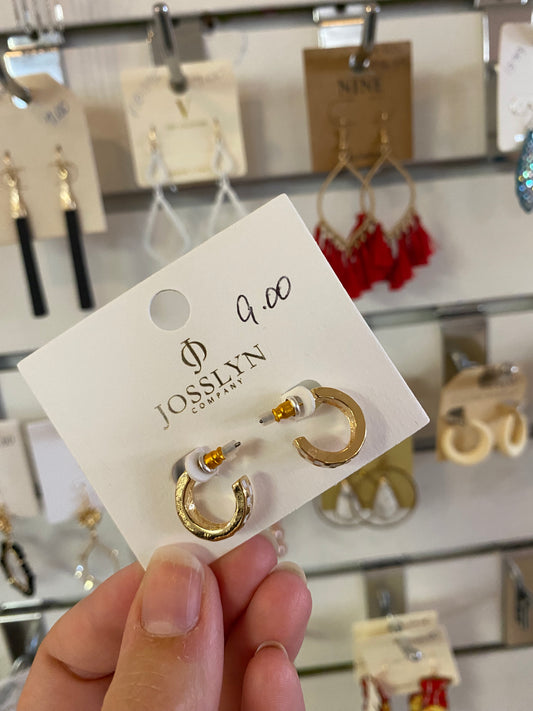 NINE
9.00
JOSSLYN
COMPANY